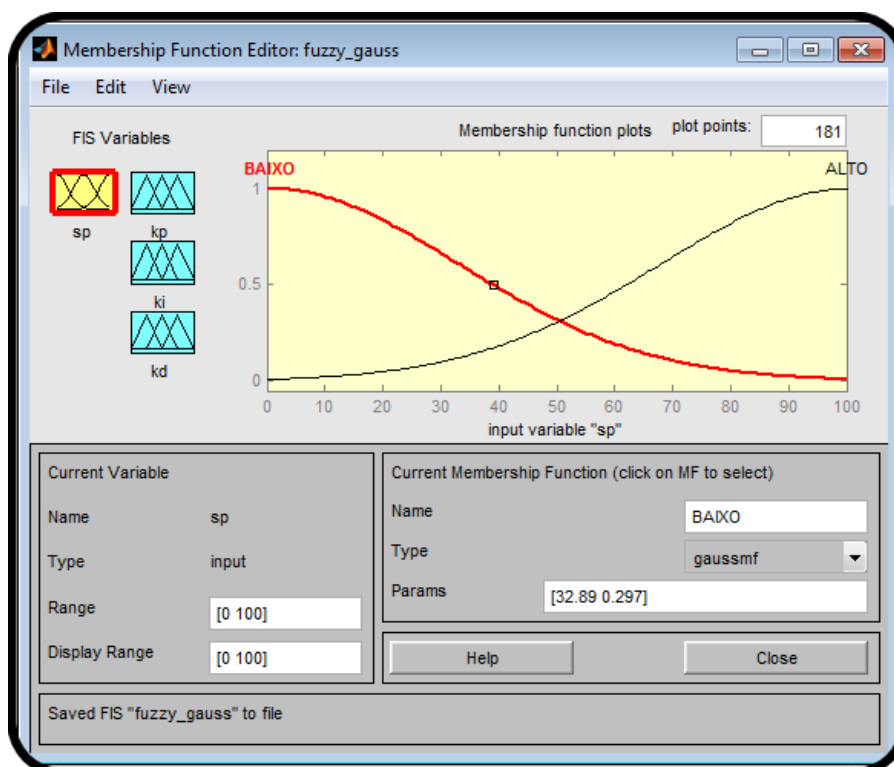 Membership Function Editor: fuzzy_gauss
File Edit View
FIS Variables
Membership function plots plot points: 181
BAIXO
ALTO
1
0.5
0
0 10 20 30 40 50 60 70 80 90 100
input variable "sp"
sp
kp
ki
kd
Current Variable
Name sp
Type input
Range [0 100]
Display Range [0 100]
Current Membership Function (click on MF to select)
Name BAIXO
Type gaussmf
Params [32.89 0.297]
Help
Close
Saved FIS "fuzzy_gauss" to file